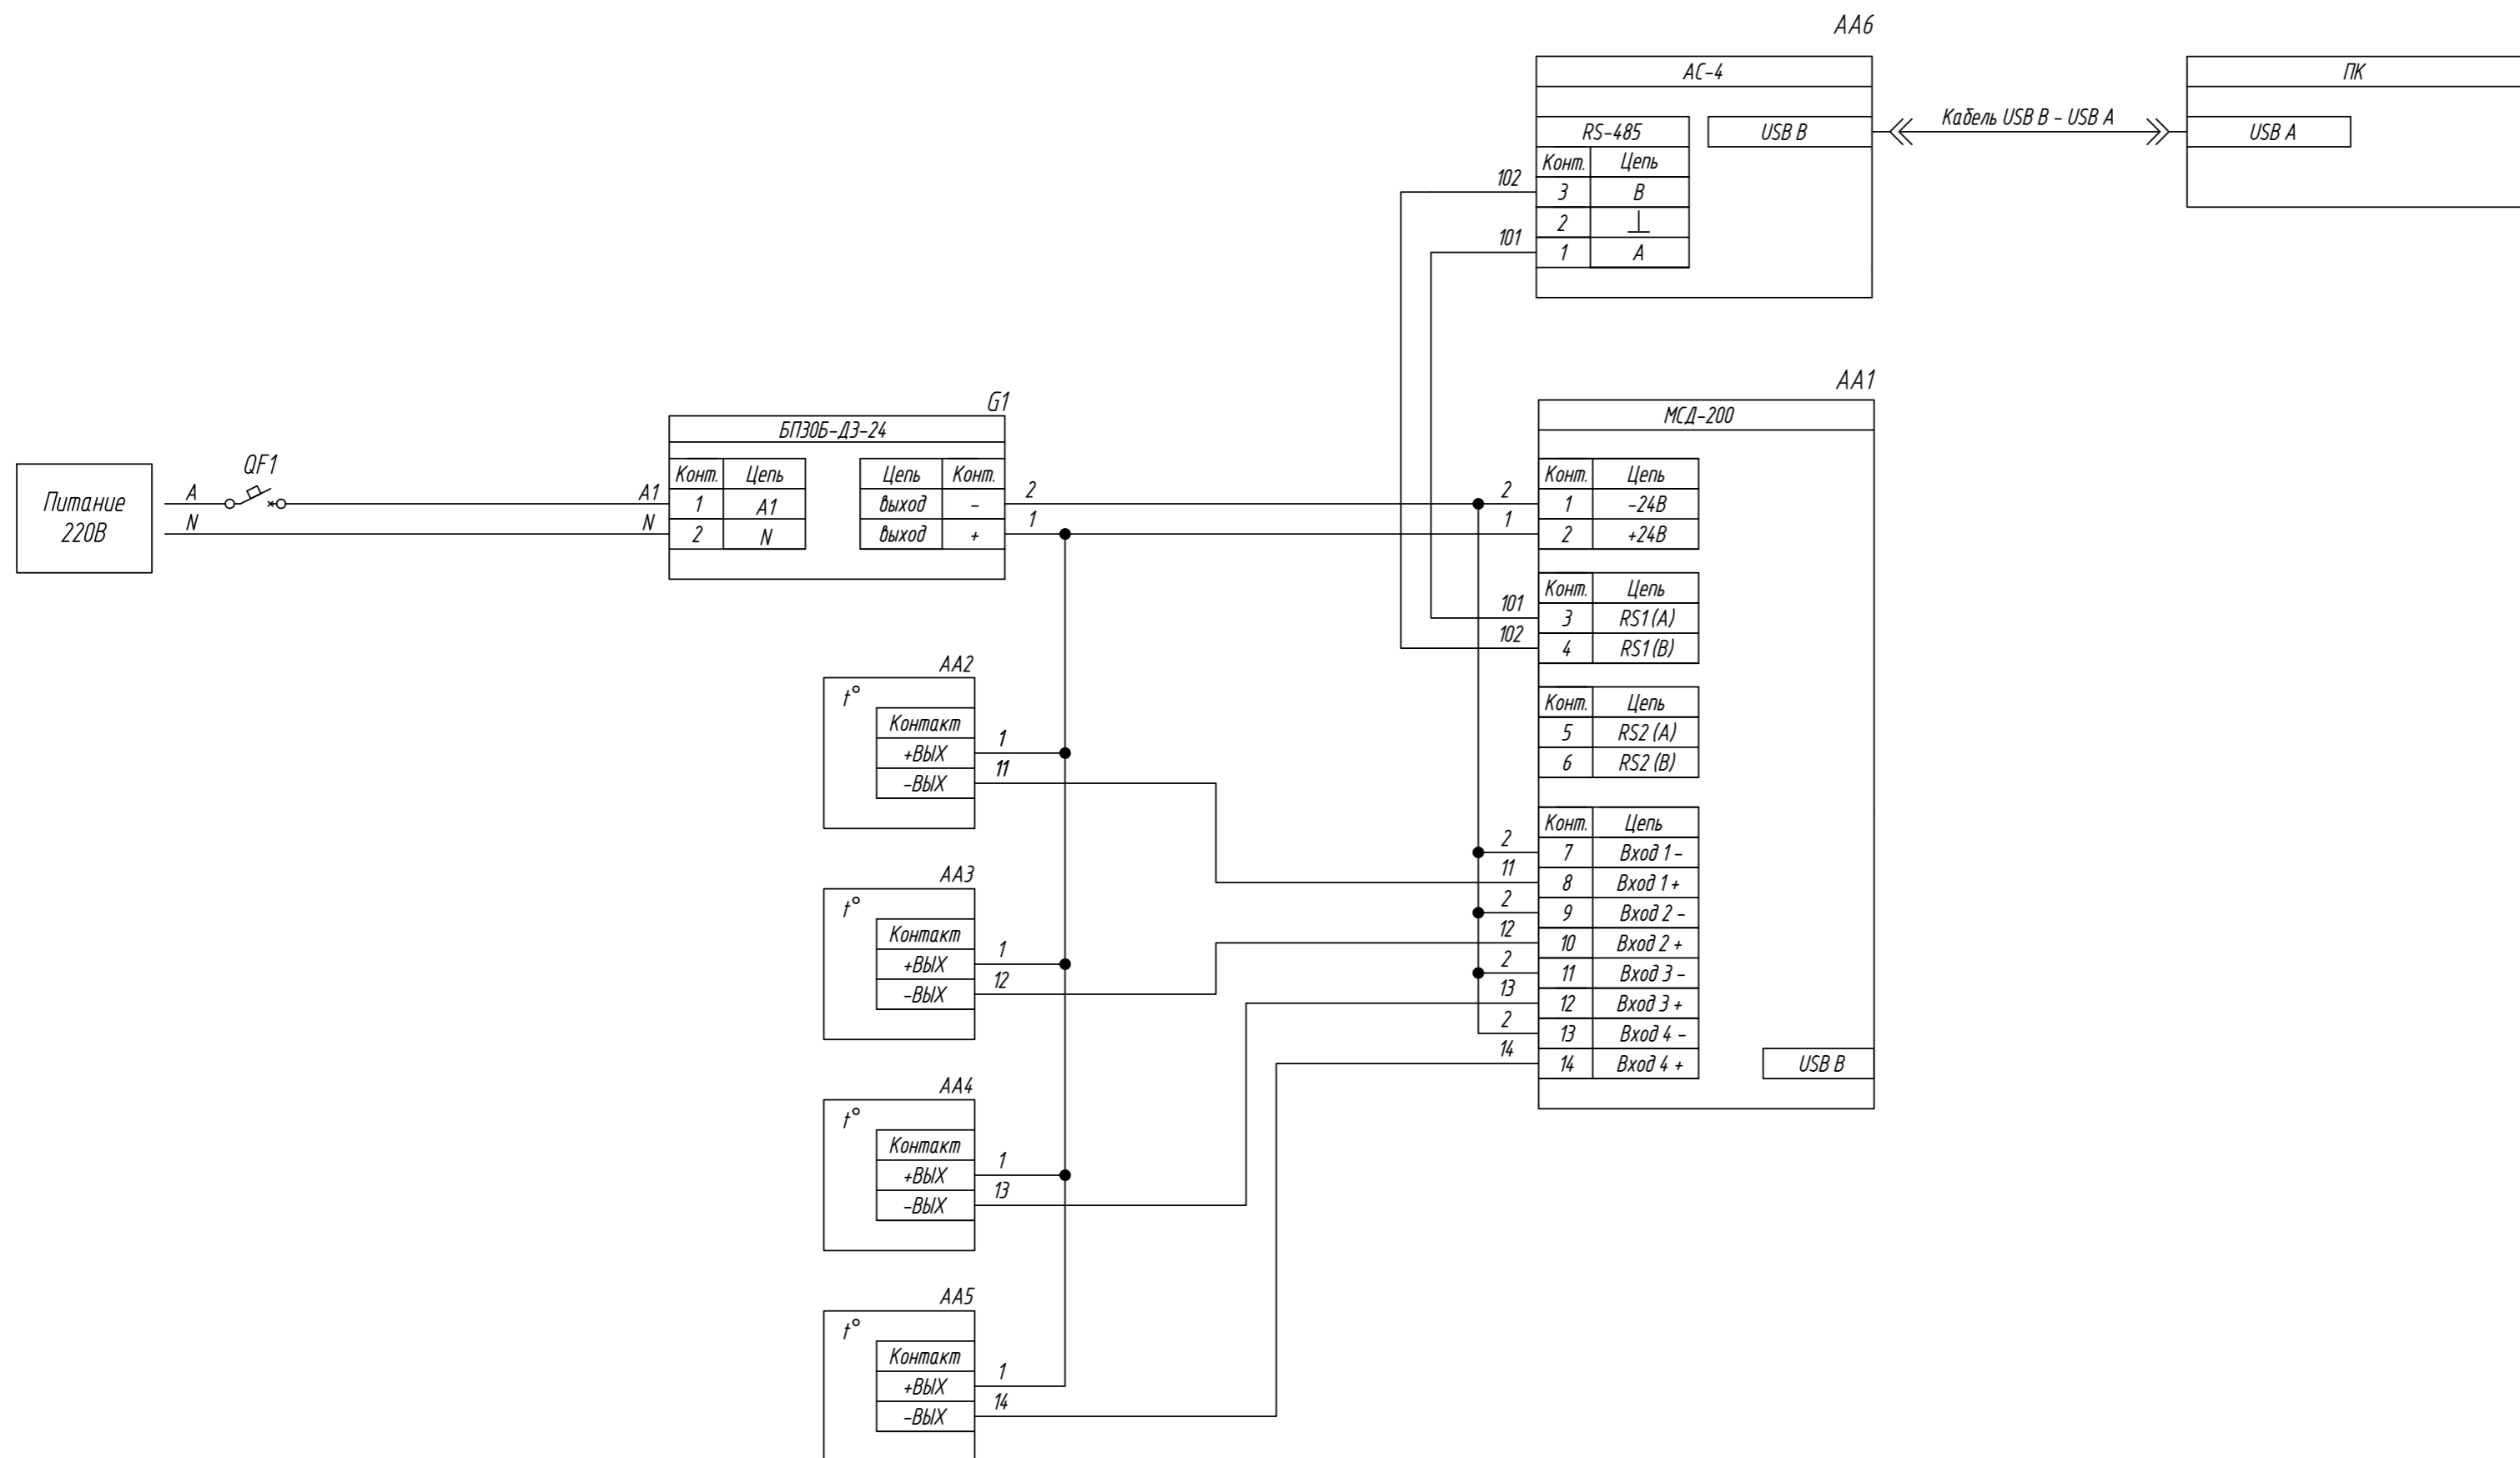 AA6
АС-4
ПК
RS-485
USB B
Кабель USB B - USB A
USB A
Конт. Цепь
102
3 B
2 ⊥
101
1 A
AA1
МСД-200
G1
БП30Б-Д3-24
Питание
220В
QF1
A
N
A1
N
Конт. Цепь
1 A1
2 N
Цепь Конт.
выход -
выход +
2
1
2
1
Конт. Цепь
1 -24В
2 +24В
101
102
Конт. Цепь
3 RS1 (A)
4 RS1 (B)
Конт. Цепь
5 RS2 (A)
6 RS2 (B)
AA2
t°
Контакт
+ВЫХ
-ВЫХ
1
11
Конт. Цепь
2
7 Вход 1 -
11
8 Вход 1 +
2
9 Вход 2 -
12
10 Вход 2 +
2
11 Вход 3 -
13
12 Вход 3 +
2
13 Вход 4 -
14
14 Вход 4 +
USB B
AA3
t°
Контакт
+ВЫХ
-ВЫХ
1
12
AA4
t°
Контакт
+ВЫХ
-ВЫХ
1
13
AA5
t°
Контакт
+ВЫХ
-ВЫХ
1
14